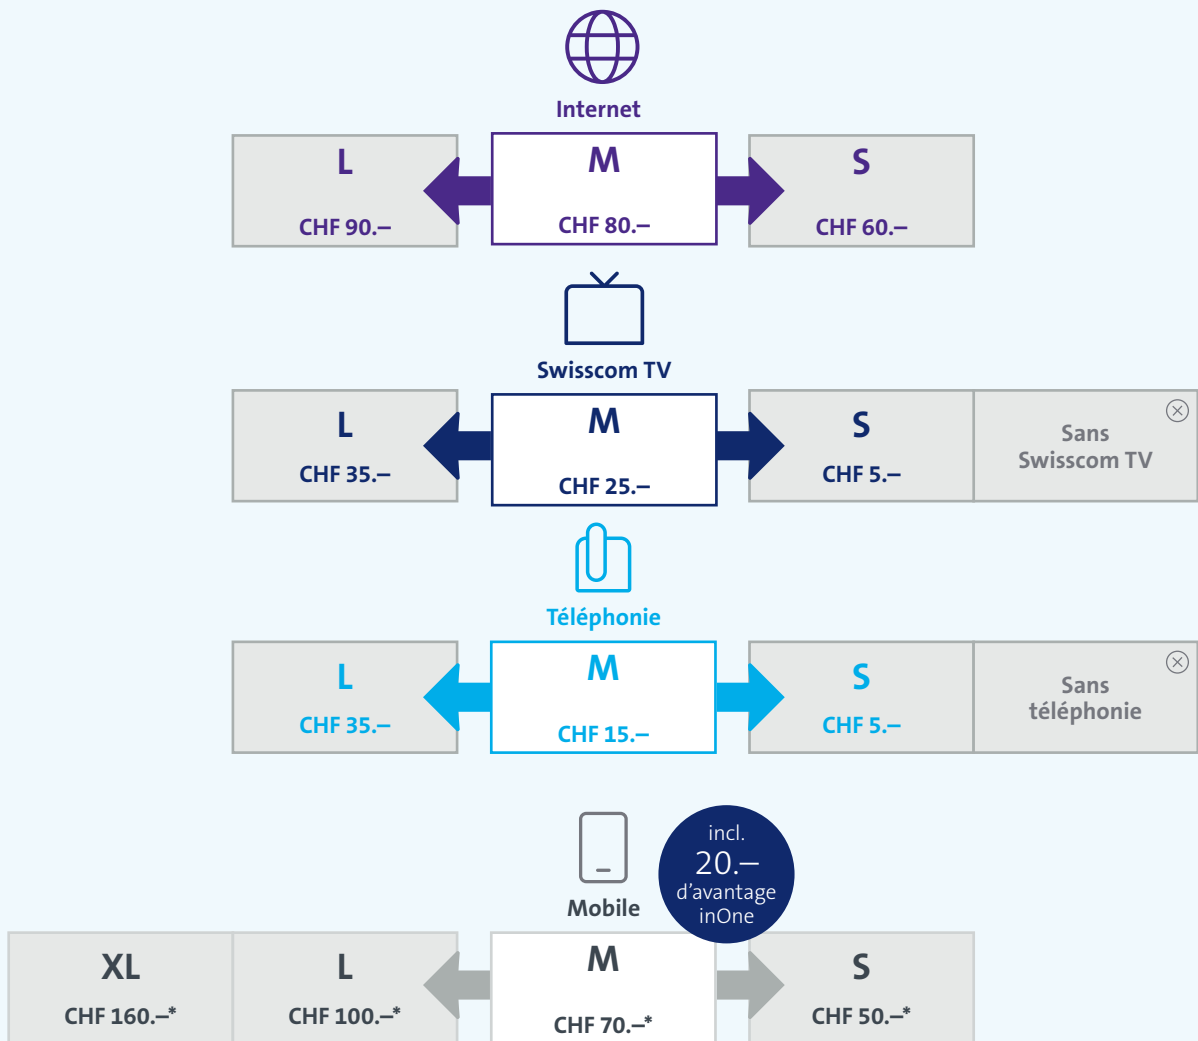 Internet
L
CHF 90.–
M
CHF 80.–
S
CHF 60.–
Swisscom TV
L
CHF 35.–
M
CHF 25.–
S
CHF 5.–
Sans
Swisscom TV
Téléphonie
L
CHF 35.–
M
CHF 15.–
S
CHF 5.–
Sans
téléphonie
Mobile
incl.
20.–
d'avantage
inOne
XL
CHF 160.–*
L
CHF 100.–*
M
CHF 70.–*
S
CHF 50.–*